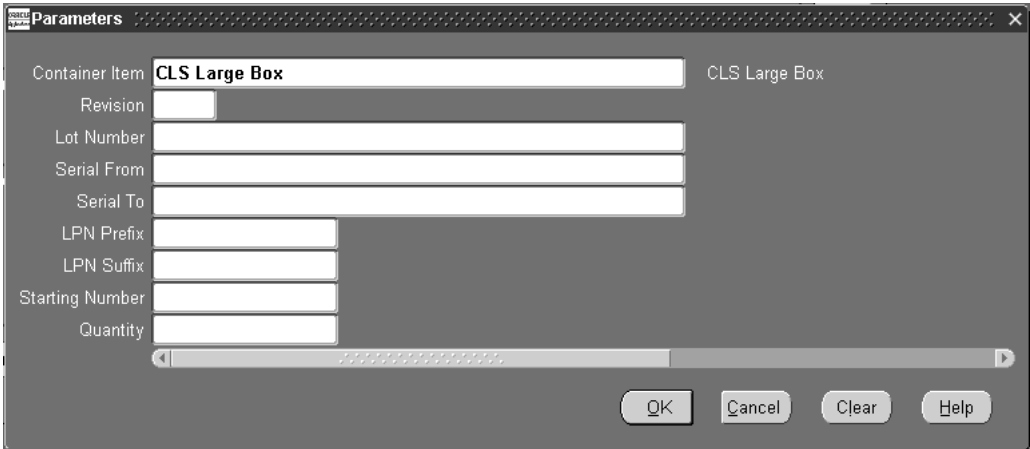 Parameters
Container Item CLS Large Box CLS Large Box
Revision
Lot Number
Serial From
Serial To
LPN Prefix
LPN Suffix
Starting Number
Quantity
OK Cancel Clear Help